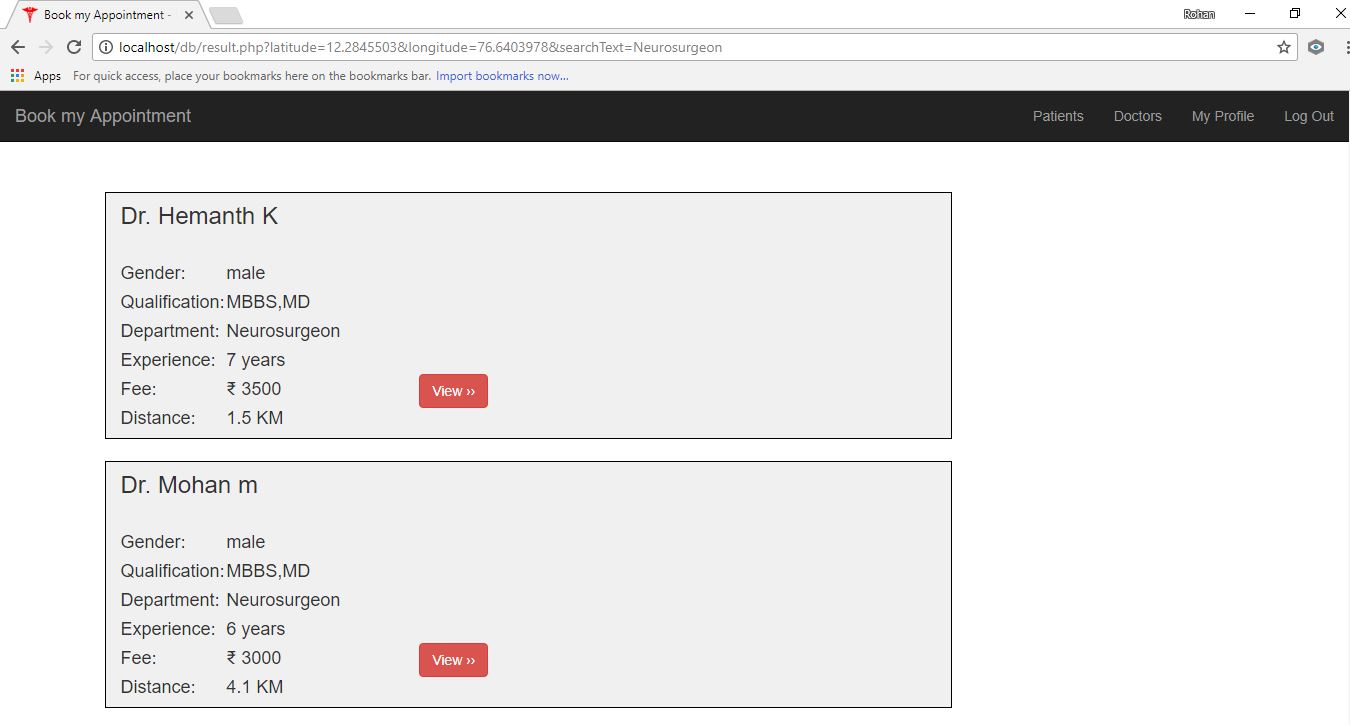 Book my Appointment -
Rohan
localhost/db/result.php?latitude=12.2845503&longitude=76.6403978&searchText=Neurosurgeon
Apps For quick access, place your bookmarks here on the bookmarks bar. Import bookmarks now...
Book my Appointment Patients Doctors My Profile Log Out
Dr. Hemanth K
Gender: male
Qualification: MBBS,MD
Department: Neurosurgeon
Experience: 7 years
Fee: ₹ 3500 View ››
Distance: 1.5 KM
Dr. Mohan m
Gender: male
Qualification: MBBS,MD
Department: Neurosurgeon
Experience: 6 years
Fee: ₹ 3000 View ››
Distance: 4.1 KM